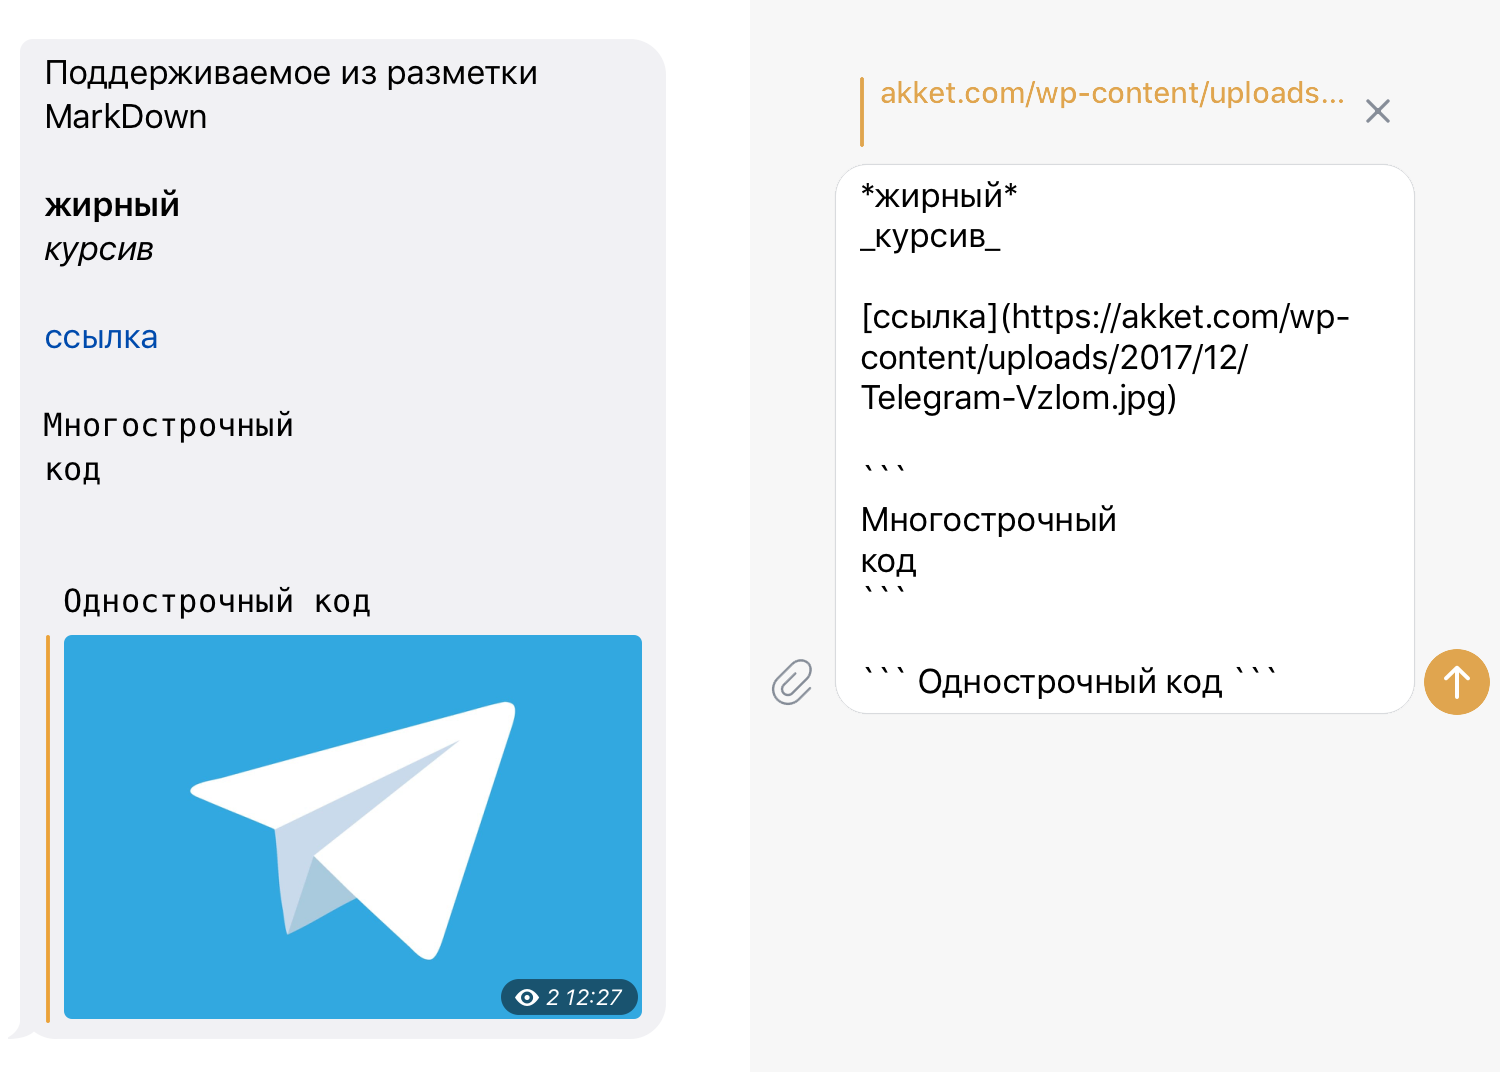 Поддерживаемое из разметки
MarkDown
жирный
курсив
ссылка
Многострочный
код
Однострочный код
2 12:27
akket.com/wp-content/uploads...
*жирный*
_курсив_
[ссылка](https://akket.com/wp-
content/uploads/2017/12/
Telegram-Vzlom.jpg)
```
Многострочный
код
```
``` Однострочный код ```